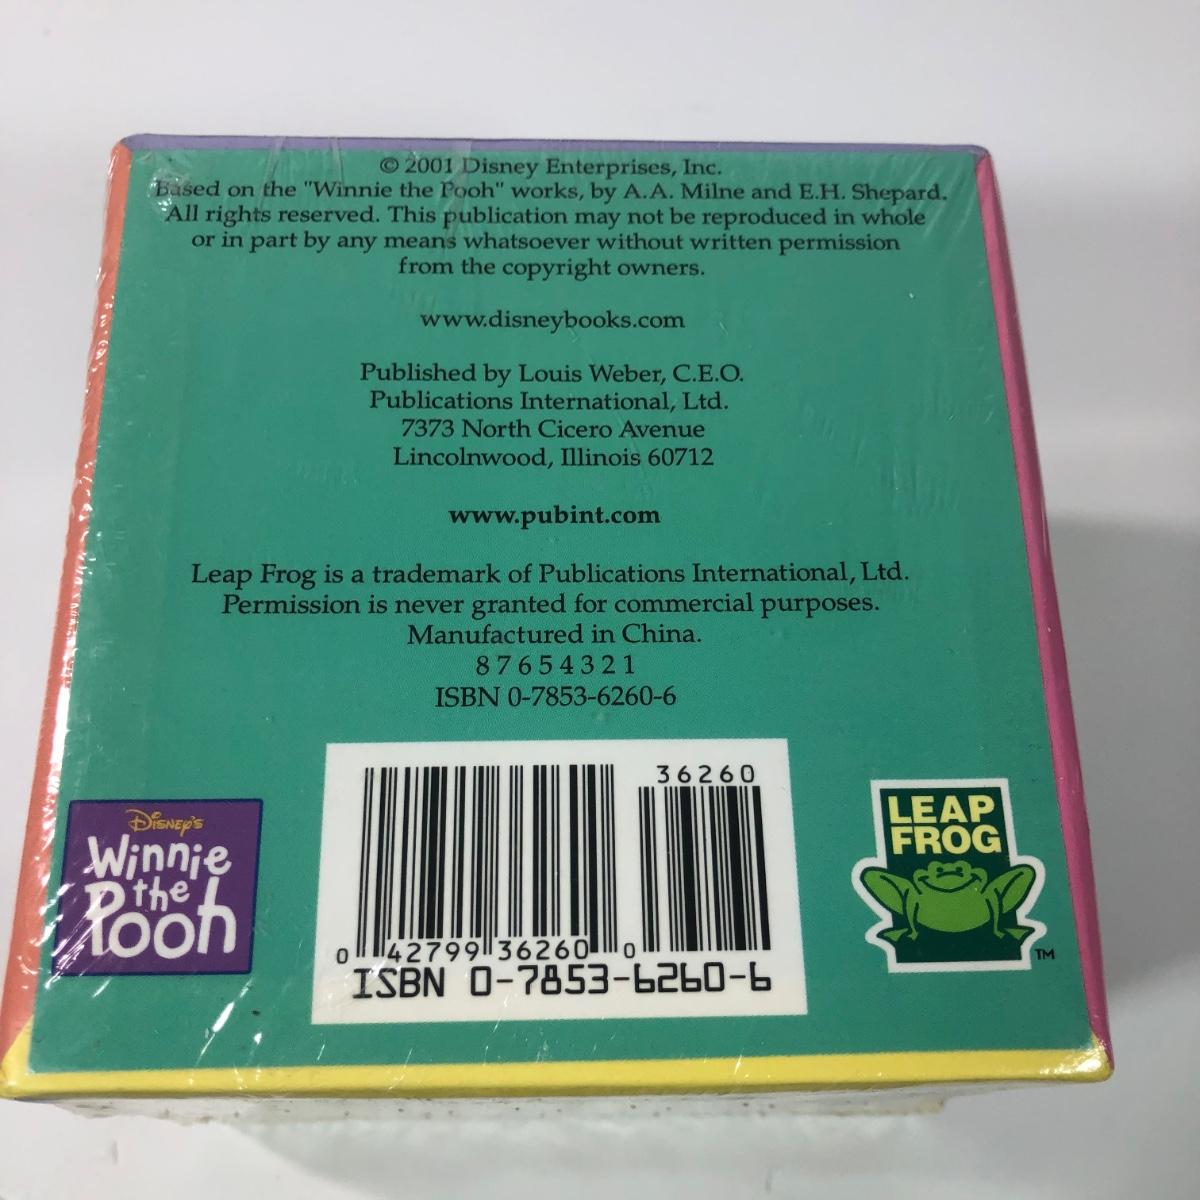 © 2001 Disney Enterprises, Inc.
Based on the "Winnie the Pooh" works, by A.A. Milne and E.H. Shepard.
All rights reserved. This publication may not be reproduced in whole
or in part by any means whatsoever without written permission
from the copyright owners.
www.disneybooks.com
Published by Louis Weber, C.E.O.
Publications International, Ltd.
7373 North Cicero Avenue
Lincolnwood, Illinois 60712
www.pubint.com
Leap Frog is a trademark of Publications International, Ltd.
Permission is never granted for commercial purposes.
Manufactured in China.
8 7 6 5 4 3 2 1
ISBN 0-7853-6260-6
Disney's
Winnie
the
Pooh
36260
0 42799 36260 0
ISBN 0-7853-6260-6
LEAP
FROG
TM